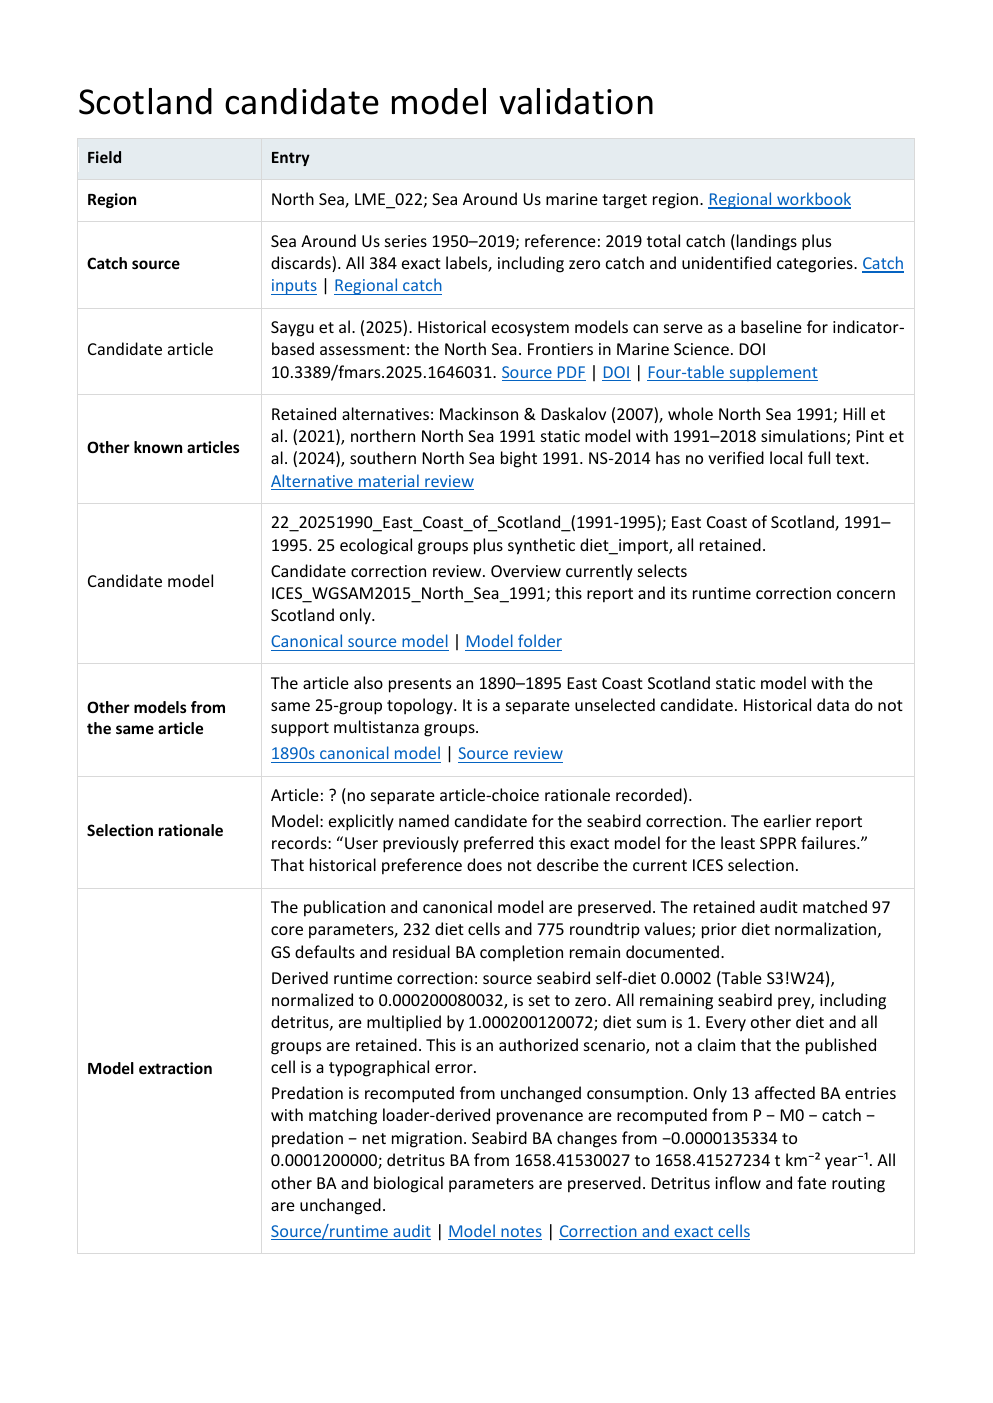 Scotland candidate model validation
Field
Entry
Region
North Sea, LME_022; Sea Around Us marine target region. Regional workbook
Catch source
Sea Around Us series 1950–2019; reference: 2019 total catch (landings plus
discards). All 384 exact labels, including zero catch and unidentified categories. Catch
inputs | Regional catch
Candidate article
Saygu et al. (2025). Historical ecosystem models can serve as a baseline for indicator-
based assessment: the North Sea. Frontiers in Marine Science. DOI
10.3389/fmars.2025.1646031. Source PDF | DOI | Four-table supplement
Other known articles
Retained alternatives: Mackinson & Daskalov (2007), whole North Sea 1991; Hill et
al. (2021), northern North Sea 1991 static model with 1991–2018 simulations; Pint et
al. (2024), southern North Sea bight 1991. NS-2014 has no verified local full text.
Alternative material review
Candidate model
22_20251990_East_Coast_of_Scotland_(1991-1995); East Coast of Scotland, 1991–
1995. 25 ecological groups plus synthetic diet_import, all retained.
Candidate correction review. Overview currently selects
ICES_WGSAM2015_North_Sea_1991; this report and its runtime correction concern
Scotland only.
Canonical source model | Model folder
Other models from
the same article
The article also presents an 1890–1895 East Coast Scotland static model with the
same 25-group topology. It is a separate unselected candidate. Historical data do not
support multistanza groups.
1890s canonical model | Source review
Selection rationale
Article: ? (no separate article-choice rationale recorded).
Model: explicitly named candidate for the seabird correction. The earlier report
records: “User previously preferred this exact model for the least SPPR failures.”
That historical preference does not describe the current ICES selection.
Model extraction
The publication and canonical model are preserved. The retained audit matched 97
core parameters, 232 diet cells and 775 roundtrip values; prior diet normalization,
GS defaults and residual BA completion remain documented.
Derived runtime correction: source seabird self-diet 0.0002 (Table S3!W24),
normalized to 0.000200080032, is set to zero. All remaining seabird prey, including
detritus, are multiplied by 1.000200120072; diet sum is 1. Every other diet and all
groups are retained. This is an authorized scenario, not a claim that the published
cell is a typographical error.
Predation is recomputed from unchanged consumption. Only 13 affected BA entries
with matching loader-derived provenance are recomputed from P − M0 − catch −
predation − net migration. Seabird BA changes from −0.0000135334 to
0.0001200000; detritus BA from 1658.41530027 to 1658.41527234 t km⁻² year⁻¹. All
other BA and biological parameters are preserved. Detritus inflow and fate routing
are unchanged.
Source/runtime audit | Model notes | Correction and exact cells